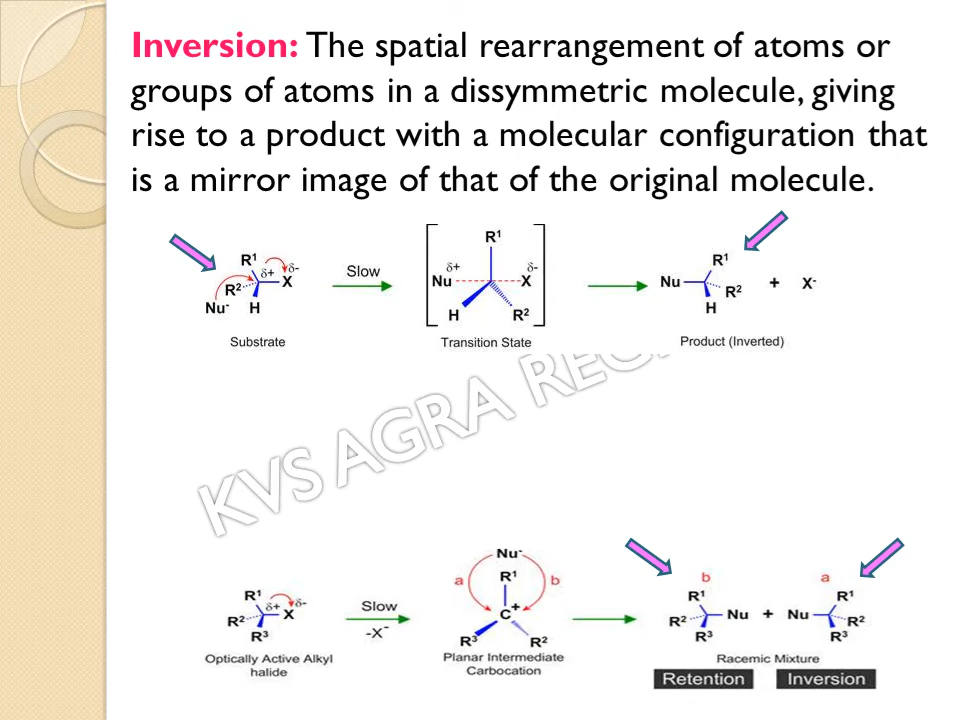 Inversion: The spatial rearrangement of atoms or
groups of atoms in a dissymmetric molecule, giving
rise to a product with a molecular configuration that
is a mirror image of that of the original molecule.
R¹ δ+ δ- X R² Nu⁻ H
Substrate
Slow
R¹ δ+ δ- Nu X H R²
Transition State
R¹ Nu R² H + X⁻
Product (Inverted)
KVS AGRA REG
R¹ δ+ δ- X R² R³
Optically Active Alkyl
halide
Slow
-X⁻
Nu⁻
a R¹ b
C⁺
R³ R²
Planar Intermediate
Carbocation
b a
R¹ R¹
R² Nu + Nu R²
R³ R³
Racemic Mixture
Retention Inversion